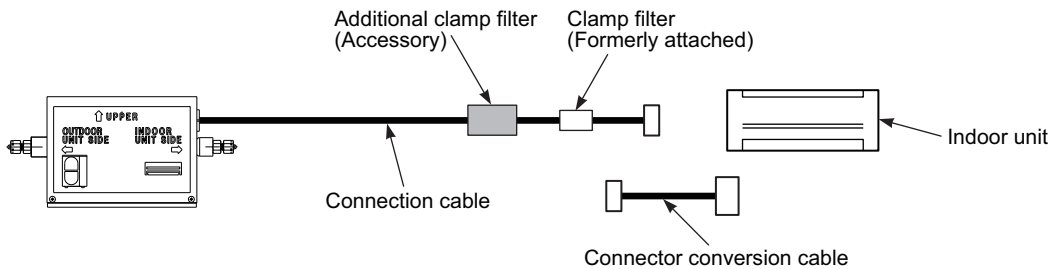 Additional clamp filter
(Accessory)
Clamp filter
(Formerly attached)
UPPER
OUTDOOR
UNIT SIDE
INDOOR
UNIT SIDE
Indoor unit
Connection cable
Connector conversion cable